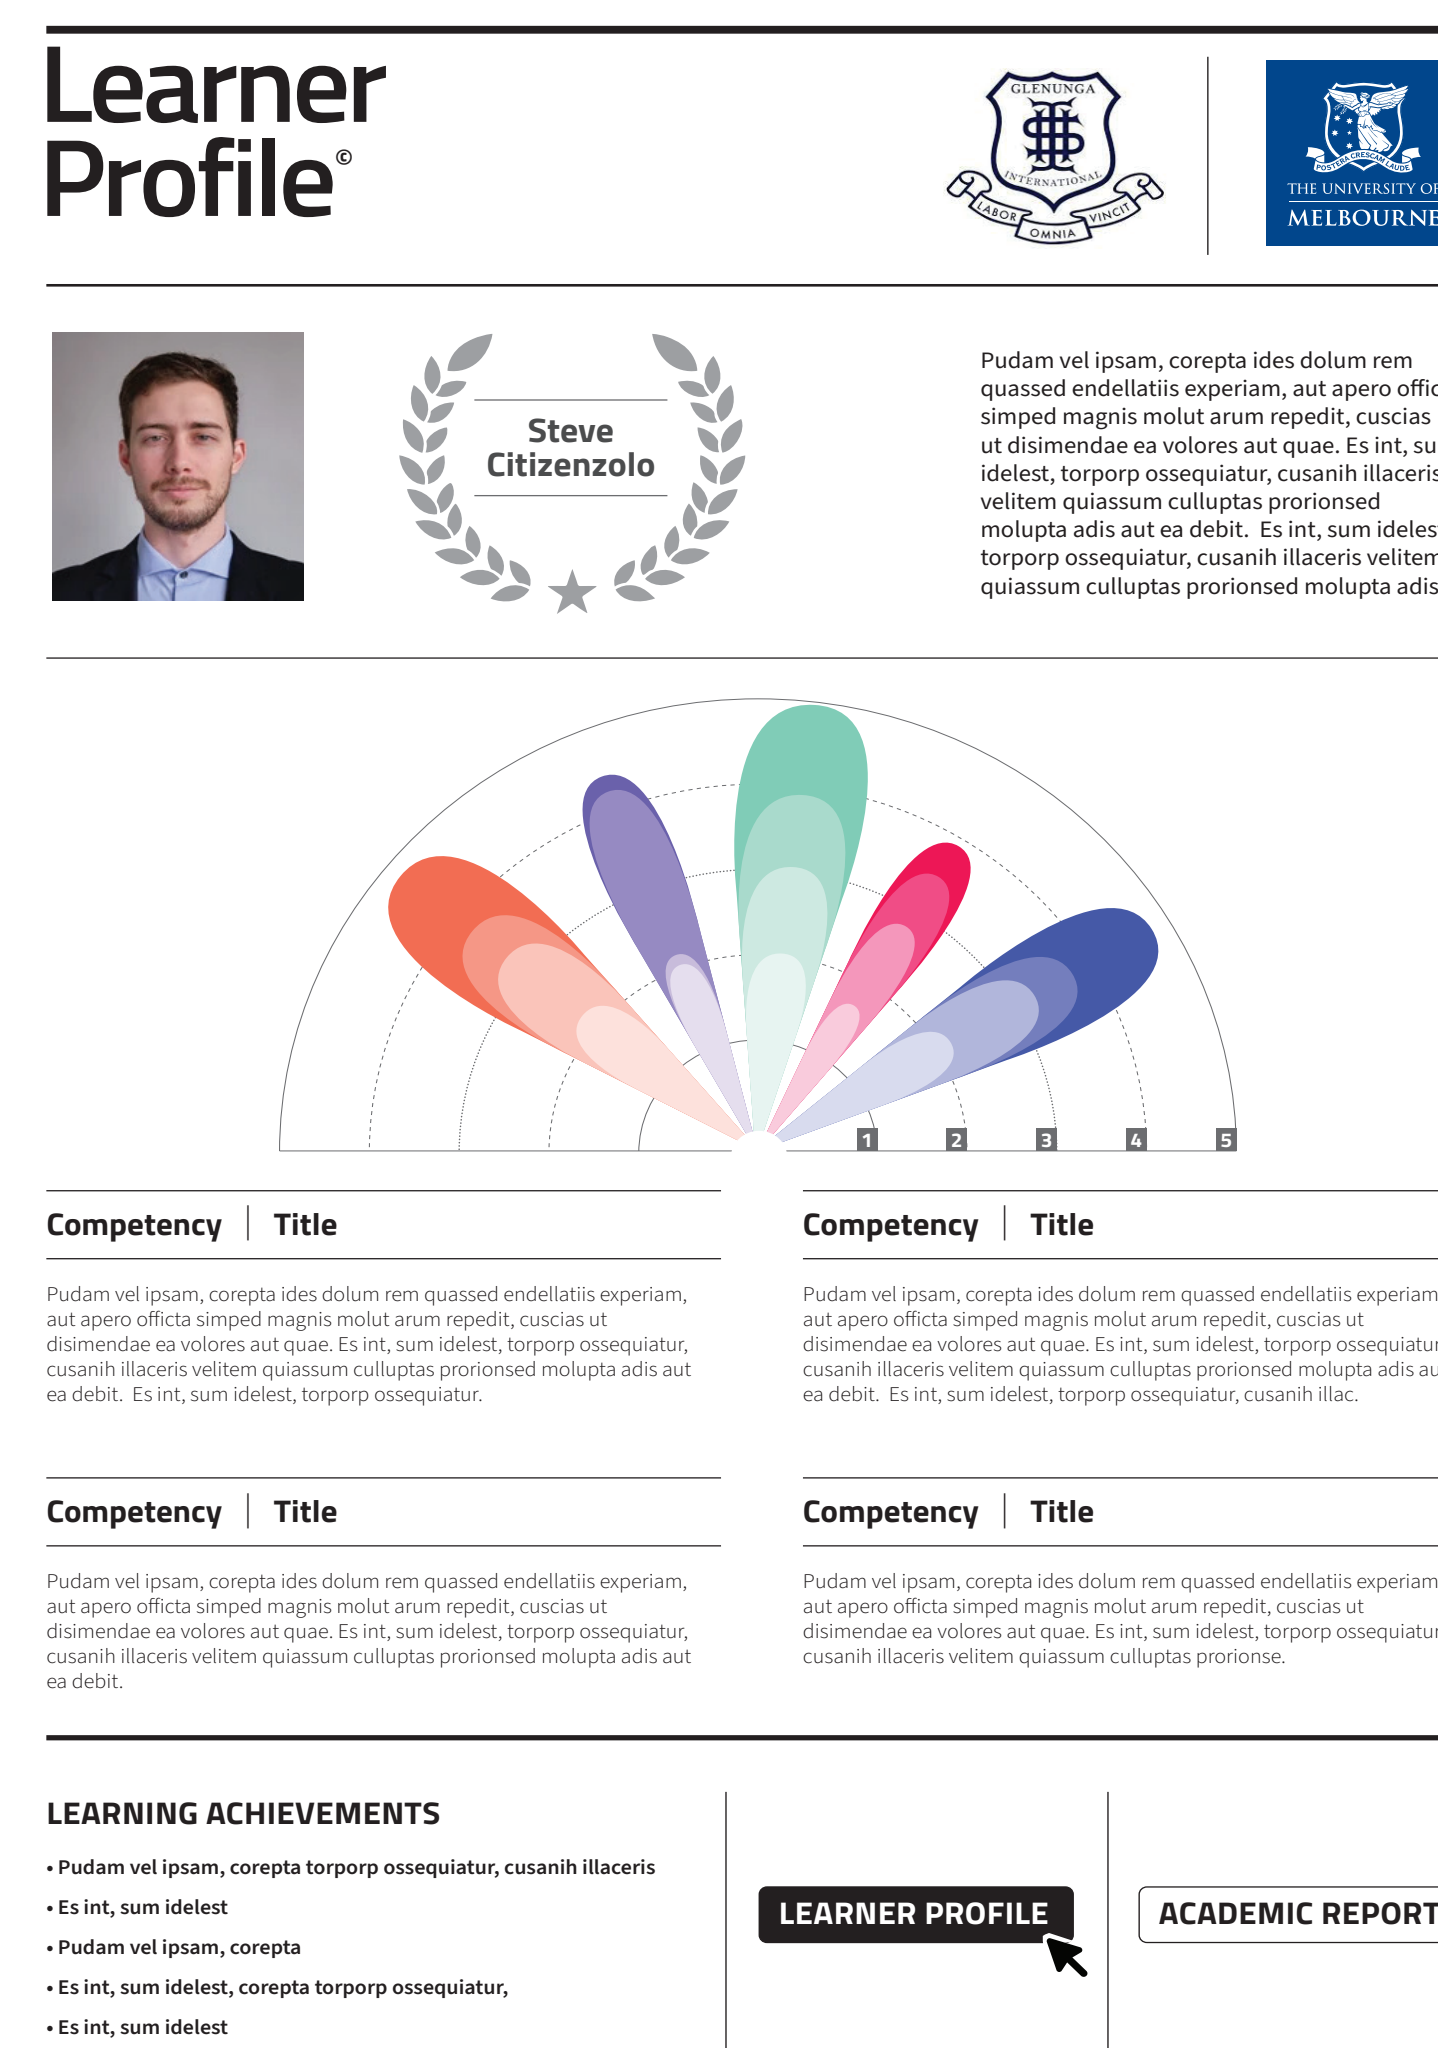 Learner
Profile©
GLENUNGA
INTERNATIONAL
LABOR
OMNIA
VINCIT
POSTERA CRESCAM LAUDE
THE UNIVERSITY OF
MELBOURNE
Steve
Citizenzolo
Pudam vel ipsam, corepta ides dolum rem
quassed endellatiis experiam, aut apero offic
simped magnis molut arum repedit, cuscias
ut disimendae ea volores aut quae. Es int, su
idelest, torporp ossequiatur, cusanih illaceris
velitem quiassum culluptas prorionsed
molupta adis aut ea debit.  Es int, sum idelest
torporp ossequiatur, cusanih illaceris velitem
quiassum culluptas prorionsed molupta adis
1 2 3 4 5
Competency | Title
Pudam vel ipsam, corepta ides dolum rem quassed endellatiis experiam,
aut apero officta simped magnis molut arum repedit, cuscias ut
disimendae ea volores aut quae. Es int, sum idelest, torporp ossequiatur,
cusanih illaceris velitem quiassum culluptas prorionsed molupta adis aut
ea debit.  Es int, sum idelest, torporp ossequiatur.
Competency | Title
Pudam vel ipsam, corepta ides dolum rem quassed endellatiis experiam
aut apero officta simped magnis molut arum repedit, cuscias ut
disimendae ea volores aut quae. Es int, sum idelest, torporp ossequiatur
cusanih illaceris velitem quiassum culluptas prorionsed molupta adis au
ea debit.  Es int, sum idelest, torporp ossequiatur, cusanih illac.
Competency | Title
Pudam vel ipsam, corepta ides dolum rem quassed endellatiis experiam,
aut apero officta simped magnis molut arum repedit, cuscias ut
disimendae ea volores aut quae. Es int, sum idelest, torporp ossequiatur,
cusanih illaceris velitem quiassum culluptas prorionsed molupta adis aut
ea debit.
Competency | Title
Pudam vel ipsam, corepta ides dolum rem quassed endellatiis experiam
aut apero officta simped magnis molut arum repedit, cuscias ut
disimendae ea volores aut quae. Es int, sum idelest, torporp ossequiatur
cusanih illaceris velitem quiassum culluptas prorionse.
LEARNING ACHIEVEMENTS
• Pudam vel ipsam, corepta torporp ossequiatur, cusanih illaceris
• Es int, sum idelest
• Pudam vel ipsam, corepta
• Es int, sum idelest, corepta torporp ossequiatur,
• Es int, sum idelest
LEARNER PROFILE
ACADEMIC REPORT